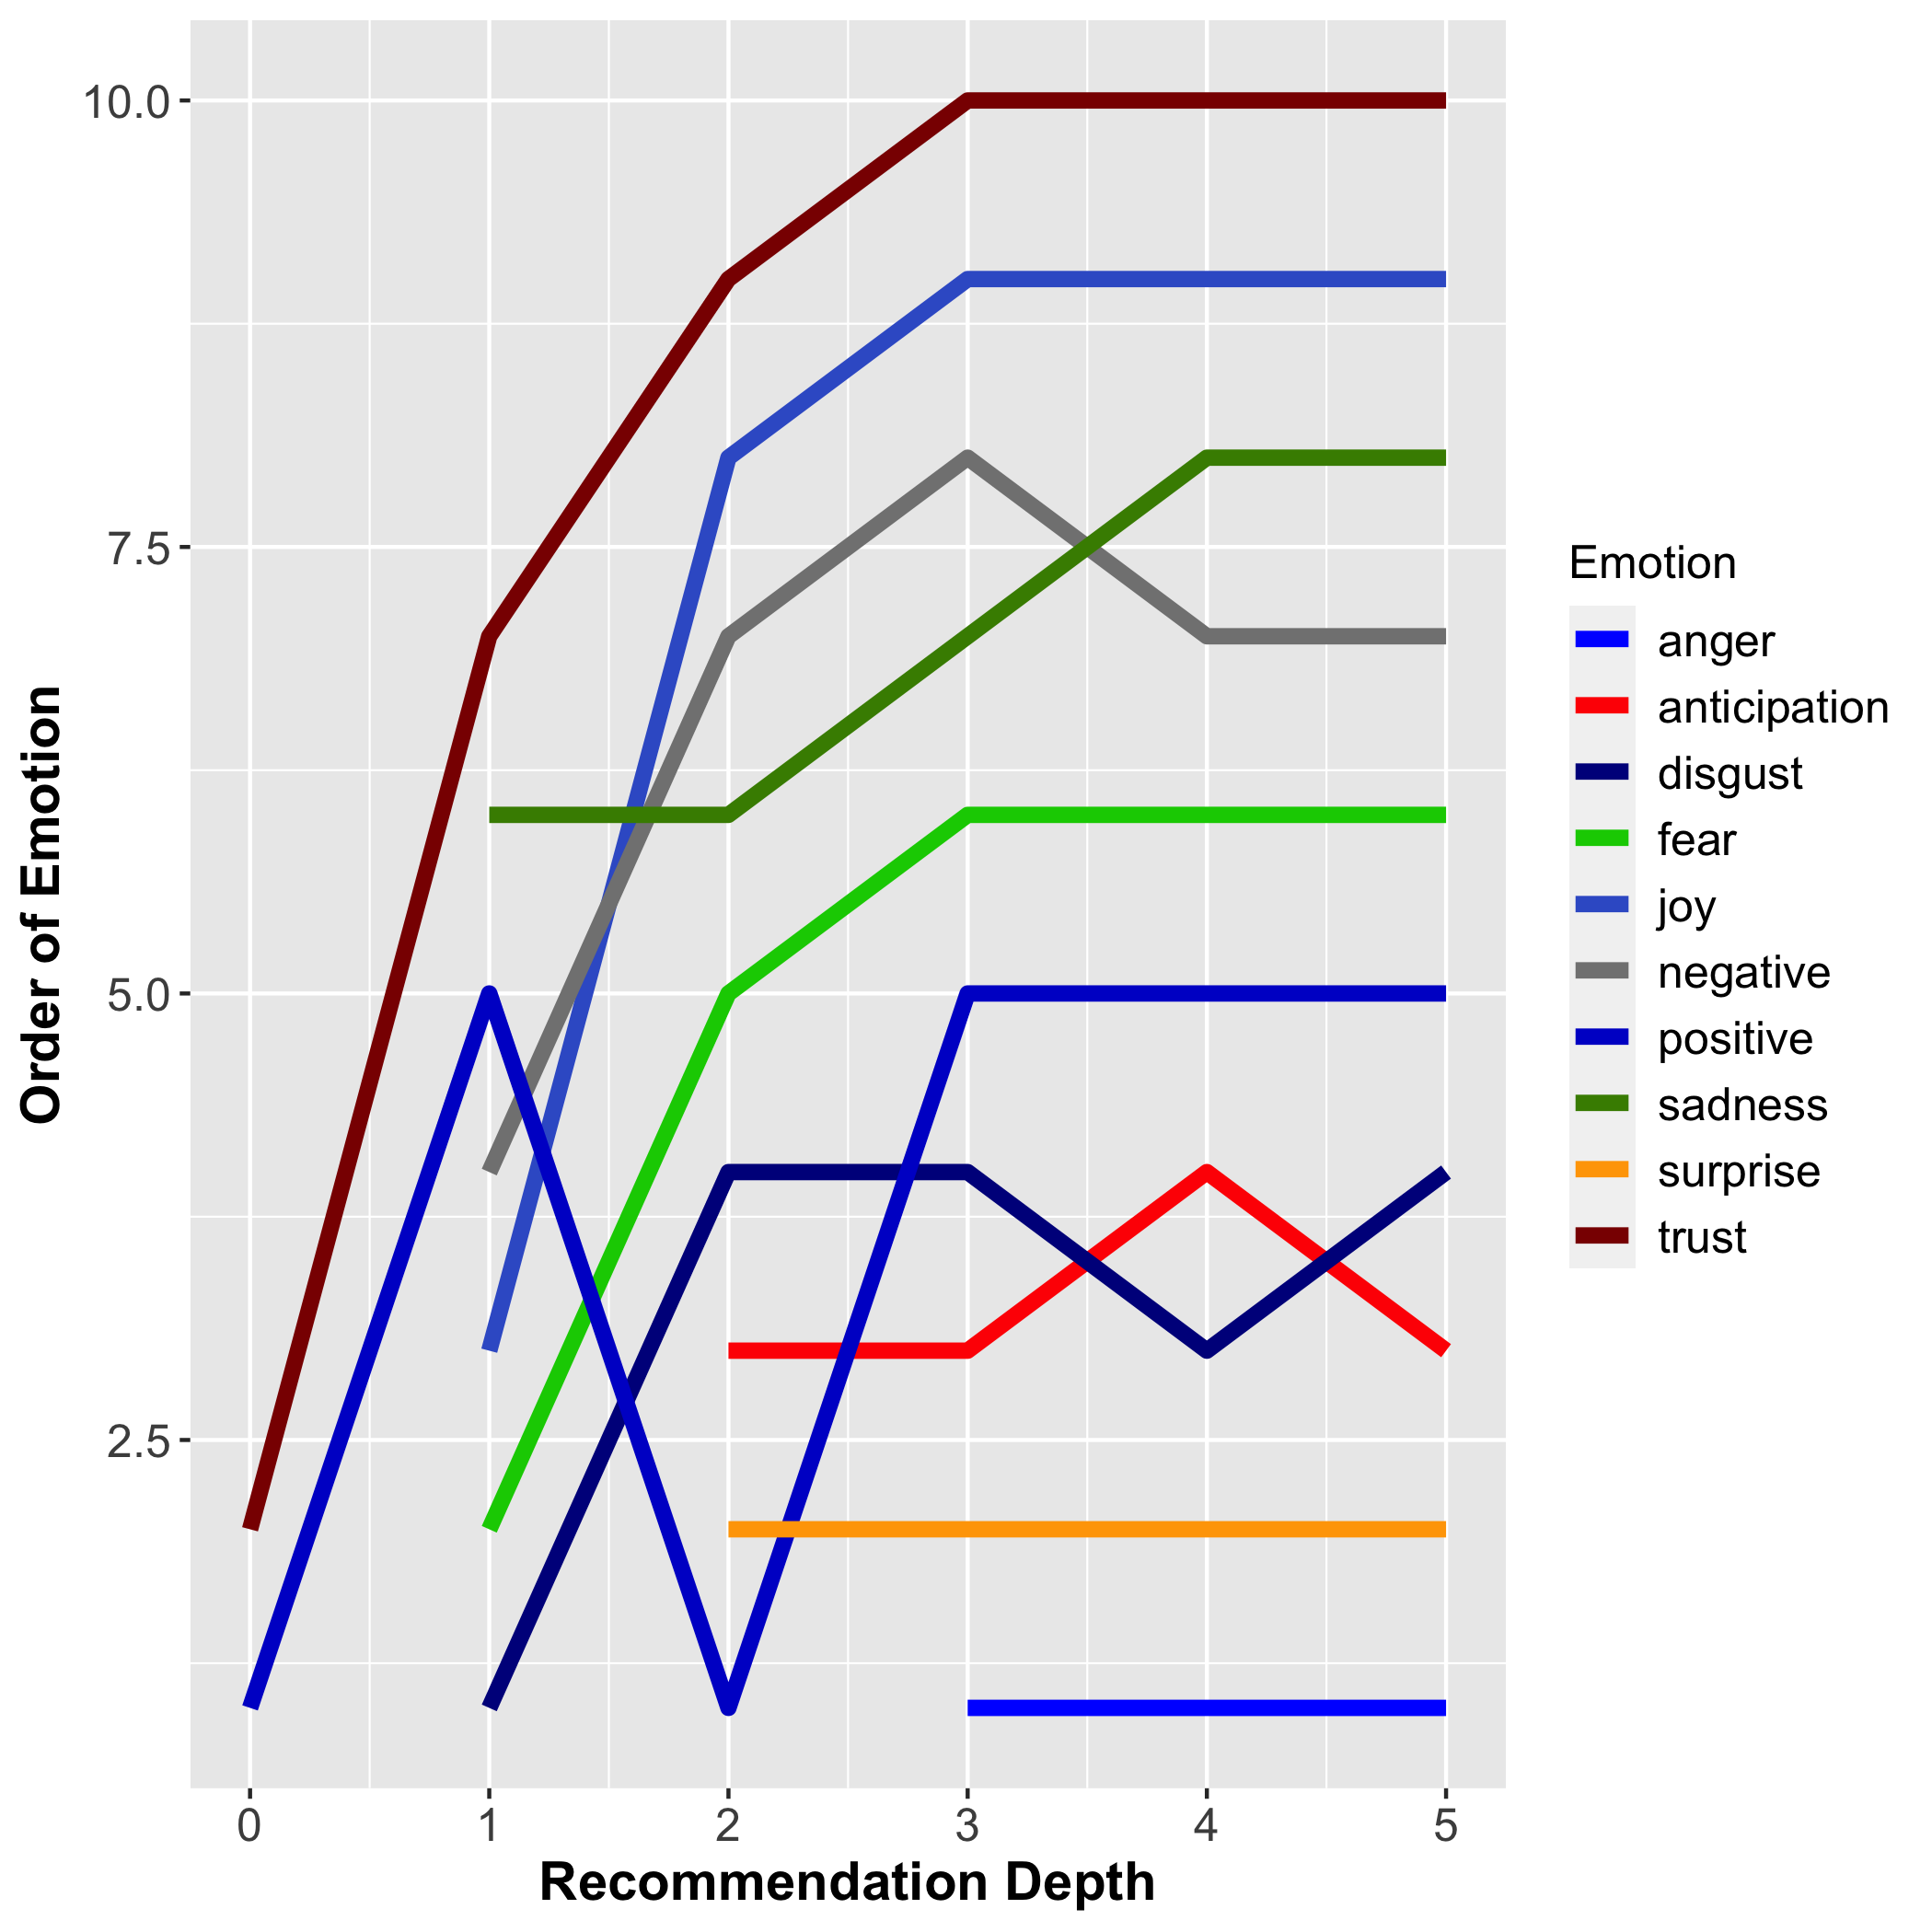 10.0
7.5
5.0
2.5
Order of Emotion
0 1 2 3 4 5
Recommendation Depth
Emotion
anger
anticipation
disgust
fear
joy
negative
positive
sadness
surprise
trust